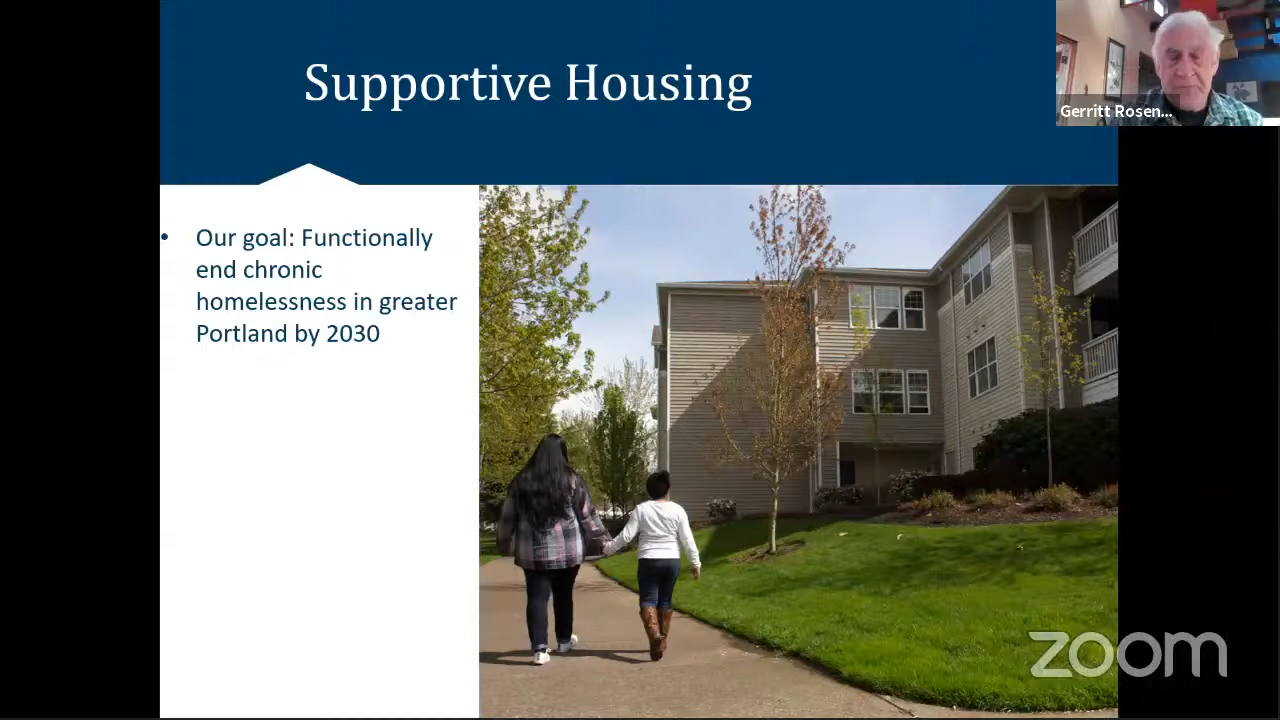 Supportive Housing
Gerritt Rosen...
• Our goal: Functionally
end chronic
homelessness in greater
Portland by 2030
zoom